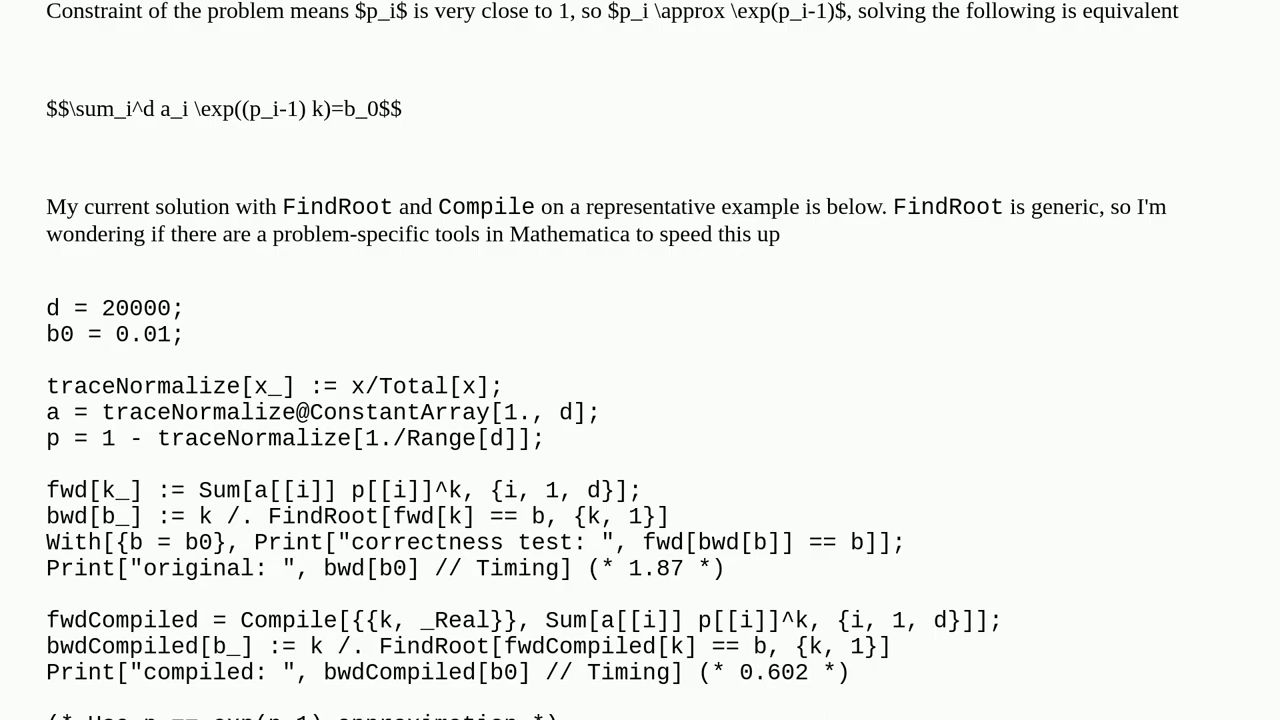 Constraint of the problem means $p_i$ is very close to 1, so $p_i \approx \exp(p_i-1)$, solving the following is equivalent
$$\sum_i^d a_i \exp((p_i-1) k)=b_0$$
My current solution with FindRoot and Compile on a representative example is below. FindRoot is generic, so I'm
wondering if there are a problem-specific tools in Mathematica to speed this up
d = 20000;
b0 = 0.01;
traceNormalize[x_] := x/Total[x];
a = traceNormalize@ConstantArray[1., d];
p = 1 - traceNormalize[1./Range[d]];
fwd[k_] := Sum[a[[i]] p[[i]]^k, {i, 1, d}];
bwd[b_] := k /. FindRoot[fwd[k] == b, {k, 1}]
With[{b = b0}, Print["correctness test: ", fwd[bwd[b]] == b]];
Print["original: ", bwd[b0] // Timing] (* 1.87 *)
fwdCompiled = Compile[{{k, _Real}}, Sum[a[[i]] p[[i]]^k, {i, 1, d}]];
bwdCompiled[b_] := k /. FindRoot[fwdCompiled[k] == b, {k, 1}]
Print["compiled: ", bwdCompiled[b0] // Timing] (* 0.602 *)
(* Use p == exp(p-1) approximation *)